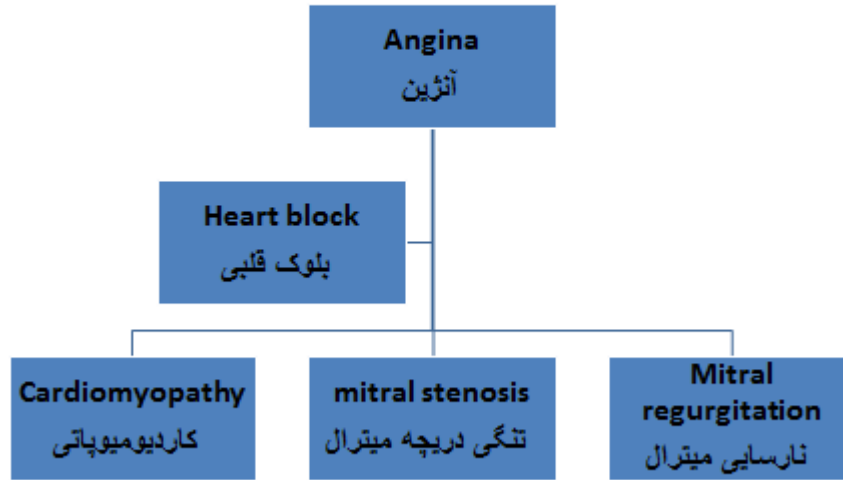 Angina
آنژین
Heart block
بلوک قلبی
Cardiomyopathy
کاردیومیوپاتی
mitral stenosis
تنگی دریچه میترال
Mitral
regurgitation
نارسایی میترال